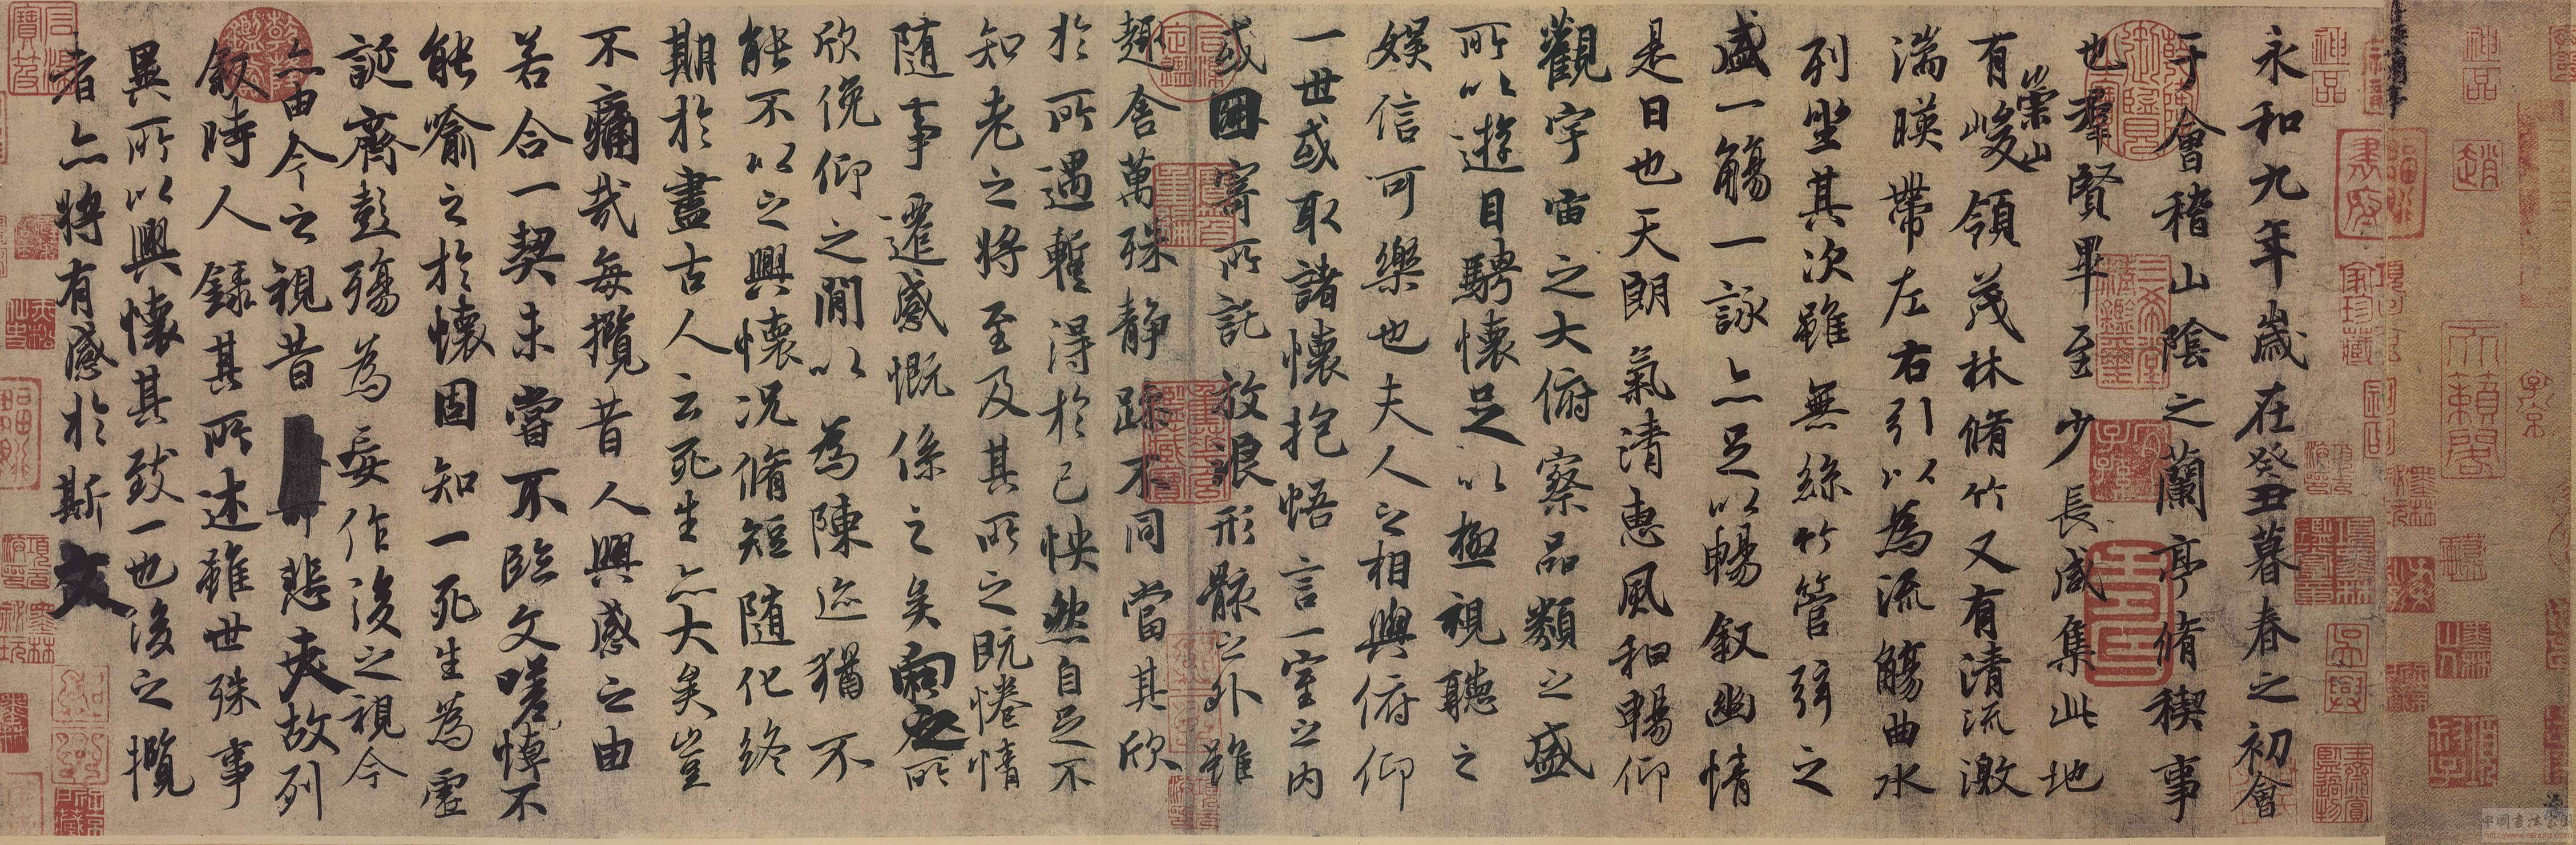 永和九年歲在癸丑暮春之初會
于會稽山陰之蘭亭脩稧事
也羣賢畢至少長咸集此地
有崇山峻領茂林脩竹又有清流激
湍暎帶左右引以為流觴曲水
列坐其次雖無絲竹管弦之
盛一觴一詠亦足以暢叙幽情
是日也天朗氣清惠風和暢仰
觀宇宙之大俯察品類之盛
所以遊目騁懷足以極視聽之
娛信可樂也夫人之相與俯仰
一世或取諸懷抱悟言一室之內
或因寄所託放浪形骸之外雖
趣舍萬殊静躁不同當其欣
於所遇暫得於己怏然自足不
知老之將至及其所之既惓情
隨事遷感慨係之矣向之所
欣俛仰之閒以為陳迹猶不
能不以之興懷況脩短隨化終
期於盡古人云死生亦大矣豈
不痛哉每攬昔人興感之由
若合一契未嘗不臨文嗟悼不
能喻之於懷固知一死生為虛
誕齊彭殤為妄作後之視今
亦由今之視昔悲夫故列
叙時人錄其所述雖世殊事
異所以興懷其致一也後之攬
者亦將有感於斯文